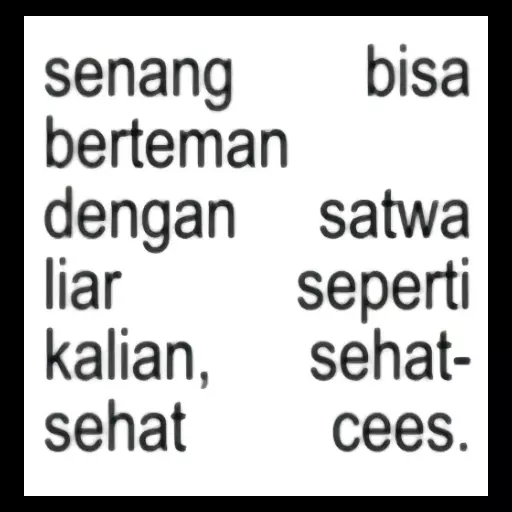 senang bisa
berteman
dengan satwa
liar seperti
kalian, sehat-
sehat cees.